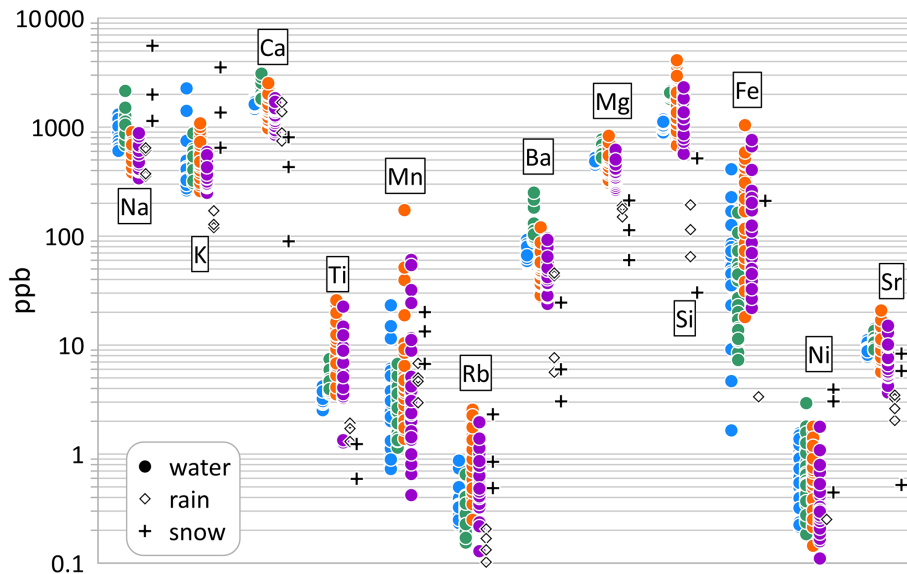 10 000
1000
100
10
1
0.1
ppb
Na
K
Ca
Ti
Mn
Rb
Ba
Mg
Si
Fe
Ni
Sr
water
rain
snow